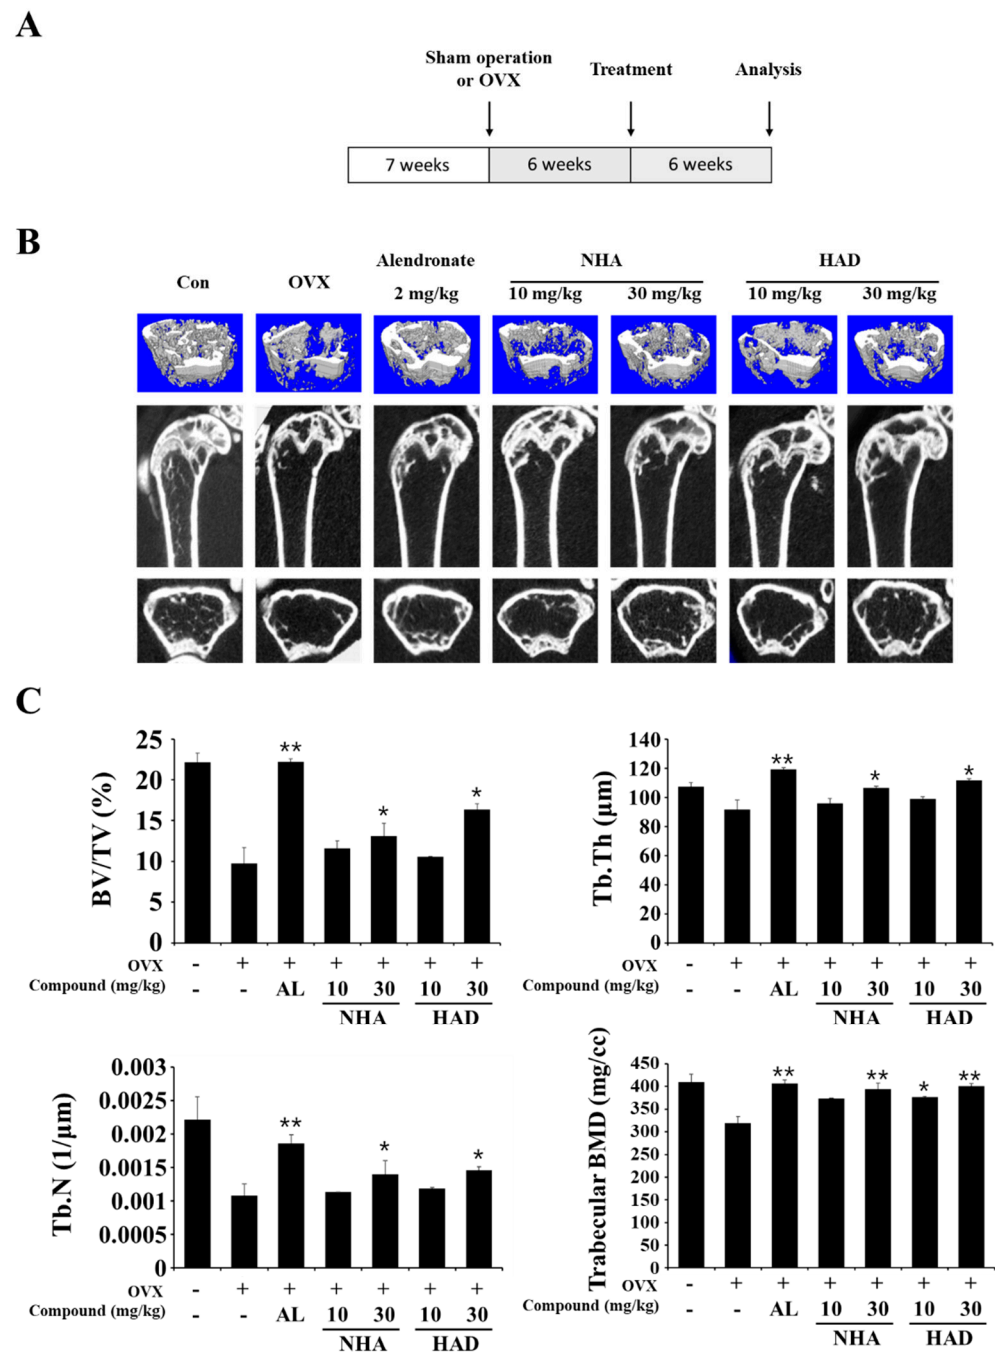 A
Sham operation
or OVX
Treatment
Analysis
7 weeks
6 weeks
6 weeks
B
Con
OVX
Alendronate
2 mg/kg
NHA
10 mg/kg
30 mg/kg
HAD
10 mg/kg
30 mg/kg
C
BV/TV (%)
25
20
15
10
5
0
** * *
OVX - + + + + + +
Compound (mg/kg) - - AL 10 30 10 30
NHA HAD
Tb.Th (µm)
140
120
100
80
60
40
20
0
** * *
OVX - + + + + + +
Compound (mg/kg) - - AL 10 30 10 30
NHA HAD
Tb.N (1/µm)
0.003
0.0025
0.002
0.0015
0.001
0.0005
0
** * *
OVX - + + + + + +
Compound (mg/kg) - - AL 10 30 10 30
NHA HAD
Trabecular BMD (mg/cc)
450
400
350
300
250
200
150
100
50
0
** ** * **
OVX - + + + + + +
Compound (mg/kg) - - AL 10 30 10 30
NHA HAD